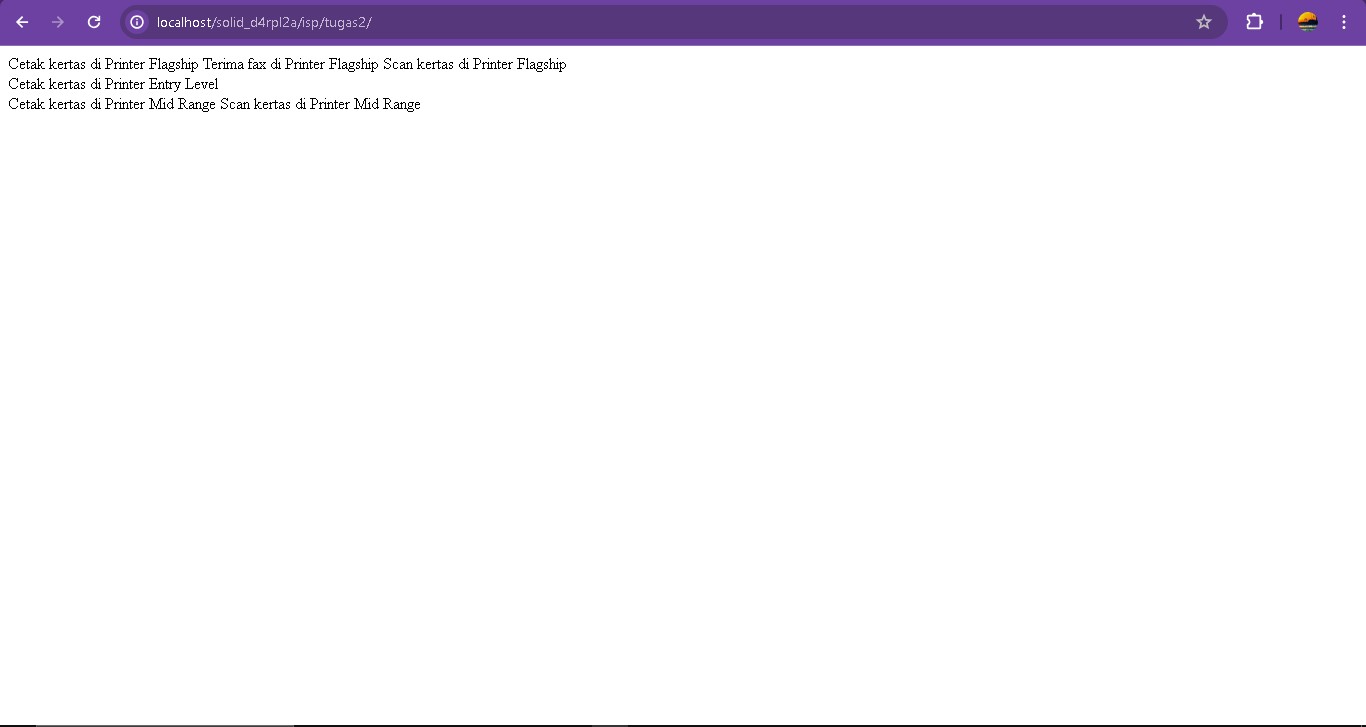 localhost/solid_d4rpl2a/isp/tugas2/
Cetak kertas di Printer Flagship Terima fax di Printer Flagship Scan kertas di Printer Flagship
Cetak kertas di Printer Entry Level
Cetak kertas di Printer Mid Range Scan kertas di Printer Mid Range